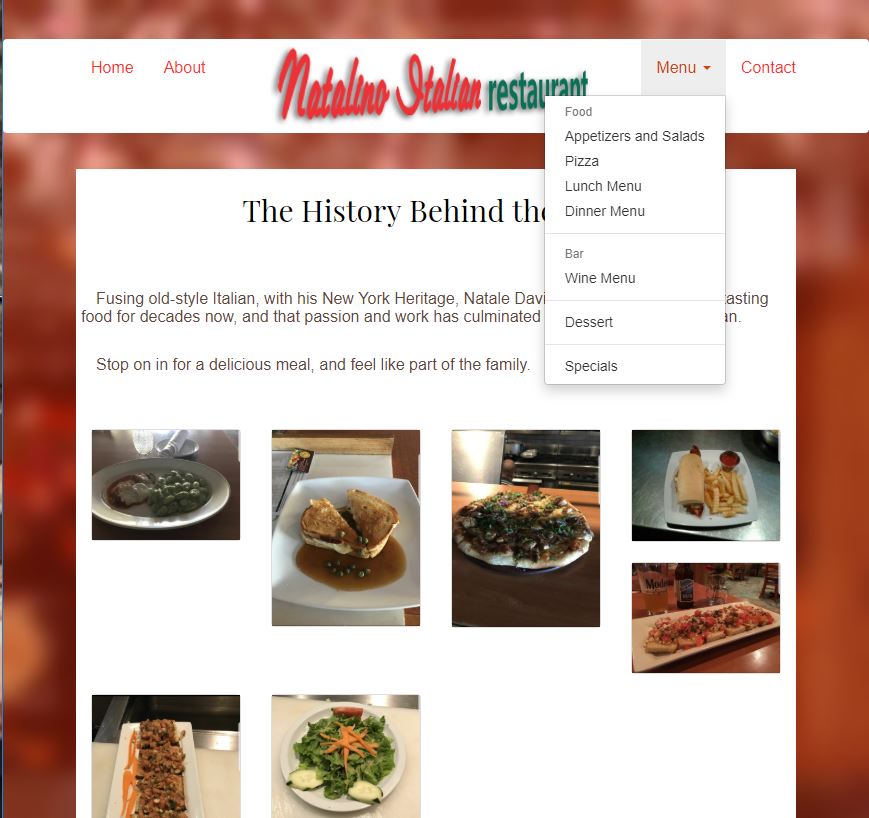 Home
About
Natalino Italian restaurant
Menu
Contact
Food
Appetizers and Salads
Pizza
Lunch Menu
Dinner Menu
Bar
Wine Menu
Dessert
Specials
The History Behind the
Fusing old-style Italian, with his New York Heritage, Natale Davi tasting
food for decades now, and that passion and work has culminated an.
Stop on in for a delicious meal, and feel like part of the family.
Modelo